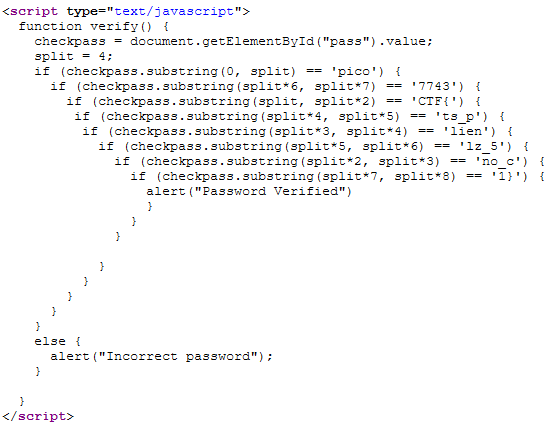 <script type="text/javascript">
  function verify() {
    checkpass = document.getElementById("pass").value;
    split = 4;
    if (checkpass.substring(0, split) == 'pico') {
      if (checkpass.substring(split*6, split*7) == '7743') {
        if (checkpass.substring(split, split*2) == 'CTF{') {
         if (checkpass.substring(split*4, split*5) == 'ts_p') {
          if (checkpass.substring(split*3, split*4) == 'lien') {
            if (checkpass.substring(split*5, split*6) == 'lz_5') {
              if (checkpass.substring(split*2, split*3) == 'no_c') {
                if (checkpass.substring(split*7, split*8) == '1}') {
                  alert("Password Verified")
                  }
                }
              }
      
            }
          }
        }
      }
    }
    else {
      alert("Incorrect password");
    }
    
  }
</script>